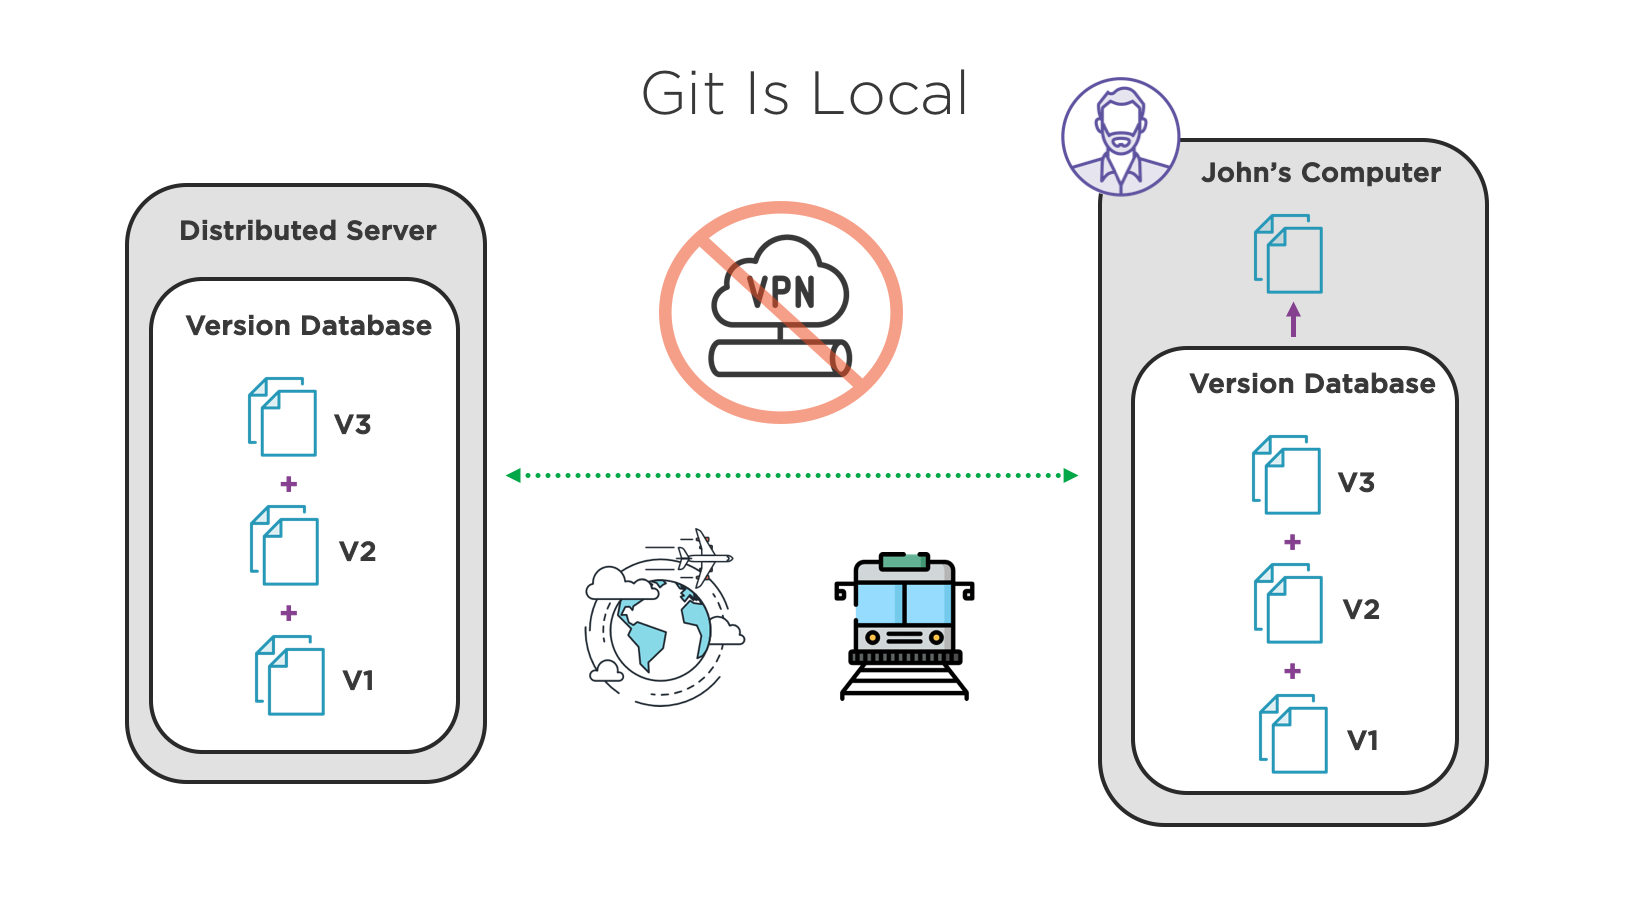 Git Is Local
Distributed Server
Version Database
V3
+
V2
+
V1
VPN
John’s Computer
Version Database
V3
+
V2
+
V1